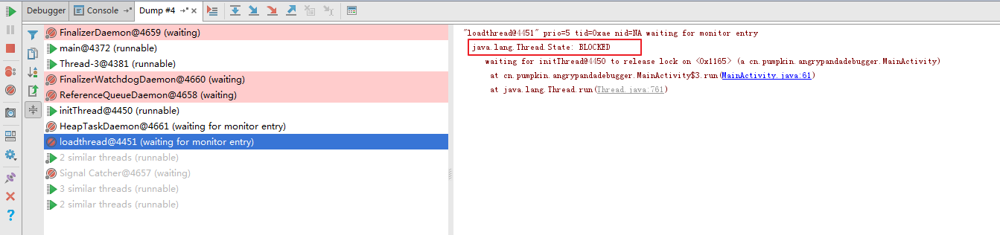 Debugger
Console
Dump #4
FinalizerDaemon@4659 (waiting)
main@4372 (runnable)
Thread-3@4381 (runnable)
FinalizerWatchdogDaemon@4660 (waiting)
ReferenceQueueDaemon@4658 (waiting)
initThread@4450 (runnable)
HeapTaskDaemon@4661 (waiting for monitor entry)
loadthread@4451 (waiting for monitor entry)
2 similar threads (runnable)
Signal Catcher@4657 (waiting)
3 similar threads (runnable)
2 similar threads (runnable)
"loadthread@4451" prio=5 tid=0xae nid=NA waiting for monitor entry
java.lang.Thread.State: BLOCKED
waiting for initThread@4450 to release lock on <0x1165> (a cn.pumpkin.angrypandadebugger.MainActivity)
at cn.pumpkin.angrypandadebugger.MainActivity$3.run(MainActivity.java:61)
at java.lang.Thread.run(Thread.java:761)